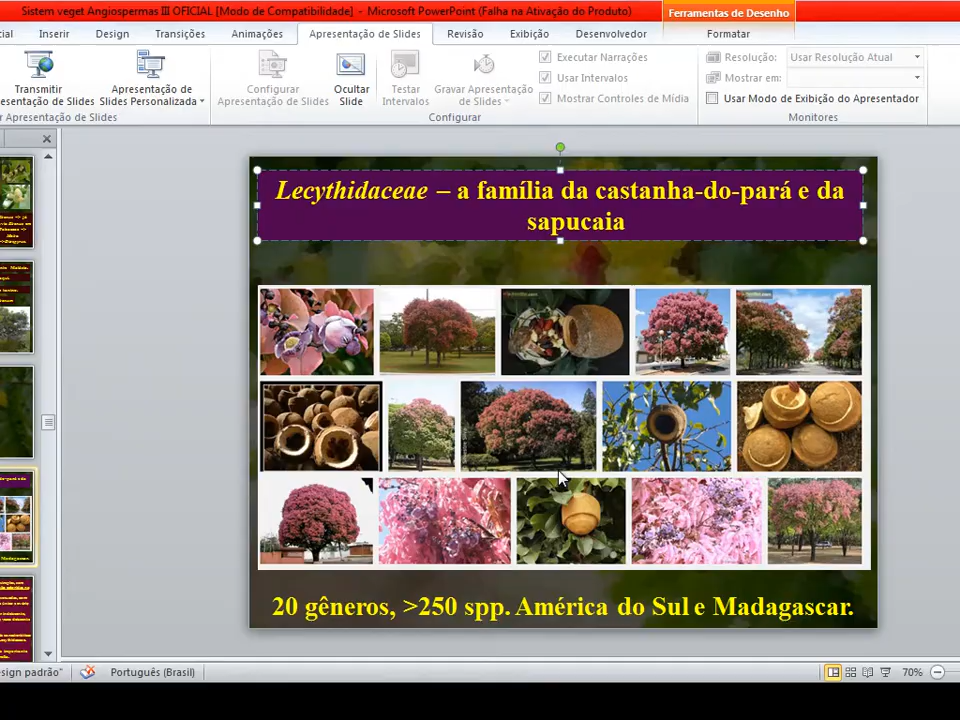 Sistem veget Angiospermas III OFICIAL [Modo de Compatibilidade] - Microsoft PowerPoint (Falha na Ativação do Produto)
Ferramentas de Desenho
Inserir Design Transições Animações Apresentação de Slides Revisão Exibição Desenvolvedor Formatar
Transmitir
Apresentação de
Configurar
Ocultar
Testar
Gravar Apresentação
Slides Personalizada
Apresentação de Slides
Slide
Intervalos
de Slides
Executar Narrações
Usar Intervalos
Mostrar Controles de Mídia
Resolução: Usar Resolução Atual
Mostrar em:
Usar Modo de Exibição do Apresentador
Apresentação de Slides
Configurar
Monitores
Lecythidaceae – a família da castanha-do-pará e da
sapucaia
20 gêneros, >250 spp. América do Sul e Madagascar.
Português (Brasil)
70%